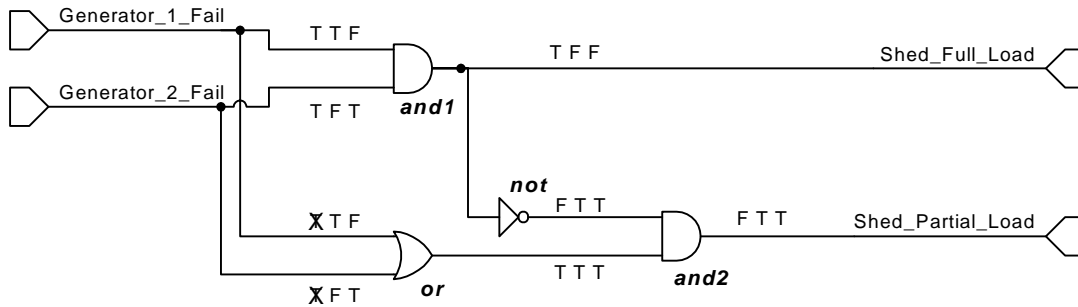 Generator_1_Fail
T T F
T F F
Shed_Full_Load
Generator_2_Fail
and1
T F T
not
F T T
T T F
F T T
Shed_Partial_Load
T T T
and2
T F T
or